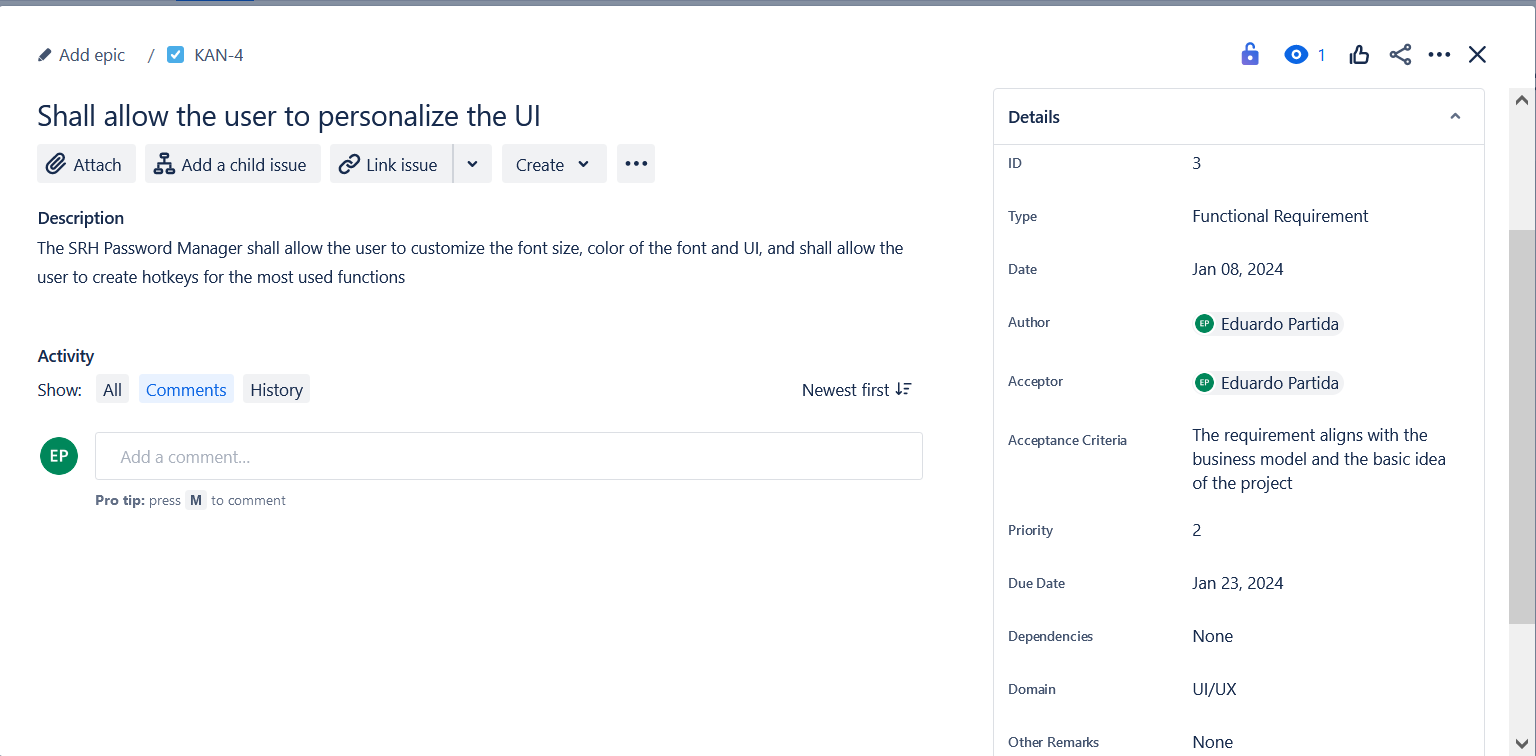 Add epic / KAN-4
1
Shall allow the user to personalize the UI
Attach Add a child issue Link issue Create
Description
The SRH Password Manager shall allow the user to customize the font size, color of the font and UI, and shall allow the
user to create hotkeys for the most used functions
Activity
Show: All Comments History Newest first
EP Add a comment...
Pro tip: press M to comment
Details
ID 3
Type Functional Requirement
Date Jan 08, 2024
Author EP Eduardo Partida
Acceptor EP Eduardo Partida
Acceptance Criteria The requirement aligns with the
business model and the basic idea
of the project
Priority 2
Due Date Jan 23, 2024
Dependencies None
Domain UI/UX
Other Remarks None